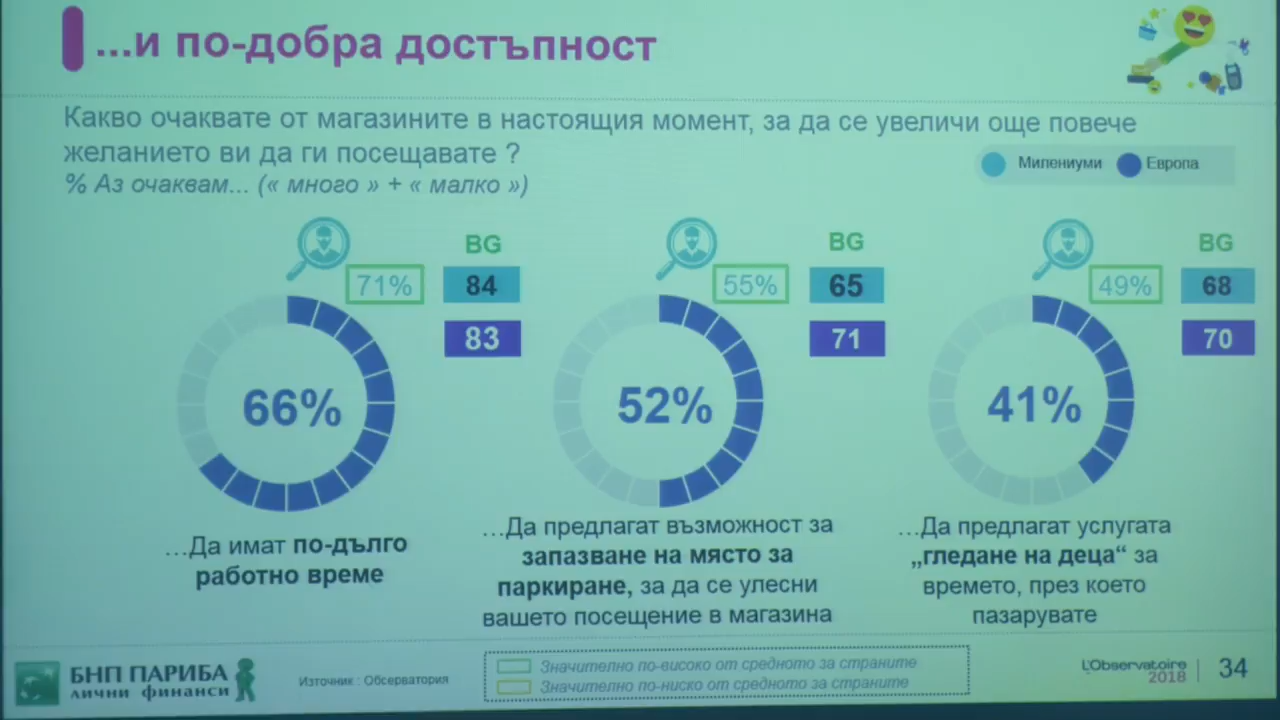 ...и по-добра достъпност
Какво очаквате от магазините в настоящия момент, за да се увеличи още повече
желанието ви да ги посещавате ?
% Аз очаквам... (« много » + « малко »)
Милениуми Европа
BG
71% 84
83
66%
...Да имат по-дълго
работно време
BG
55% 65
71
52%
...Да предлагат възможност за
запазване на място за
паркиране, за да се улесни
вашето посещение в магазина
BG
49% 68
70
41%
...Да предлагат услугата
„гледане на деца“ за
времето, през което
пазарувате
БНП ПАРИБА
лични финанси
Източник : Обсерватория
Значително по-високо от средното за страните
Значително по-ниско от средното за страните
L'Observatoire
2018
34